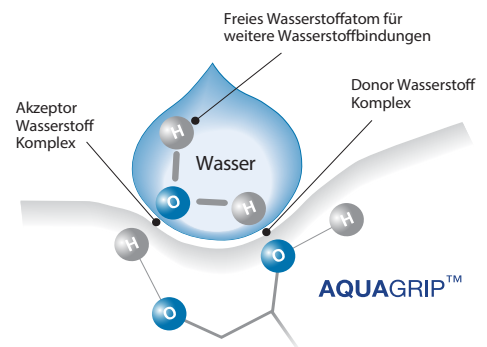 Freies Wasserstoffatom für
weitere Wasserstoffbindungen
Donor Wasserstoff
Komplex
Akzeptor
Wasserstoff
Komplex
H
Wasser
O
H
H
H
O
AQUAGRIP™
O